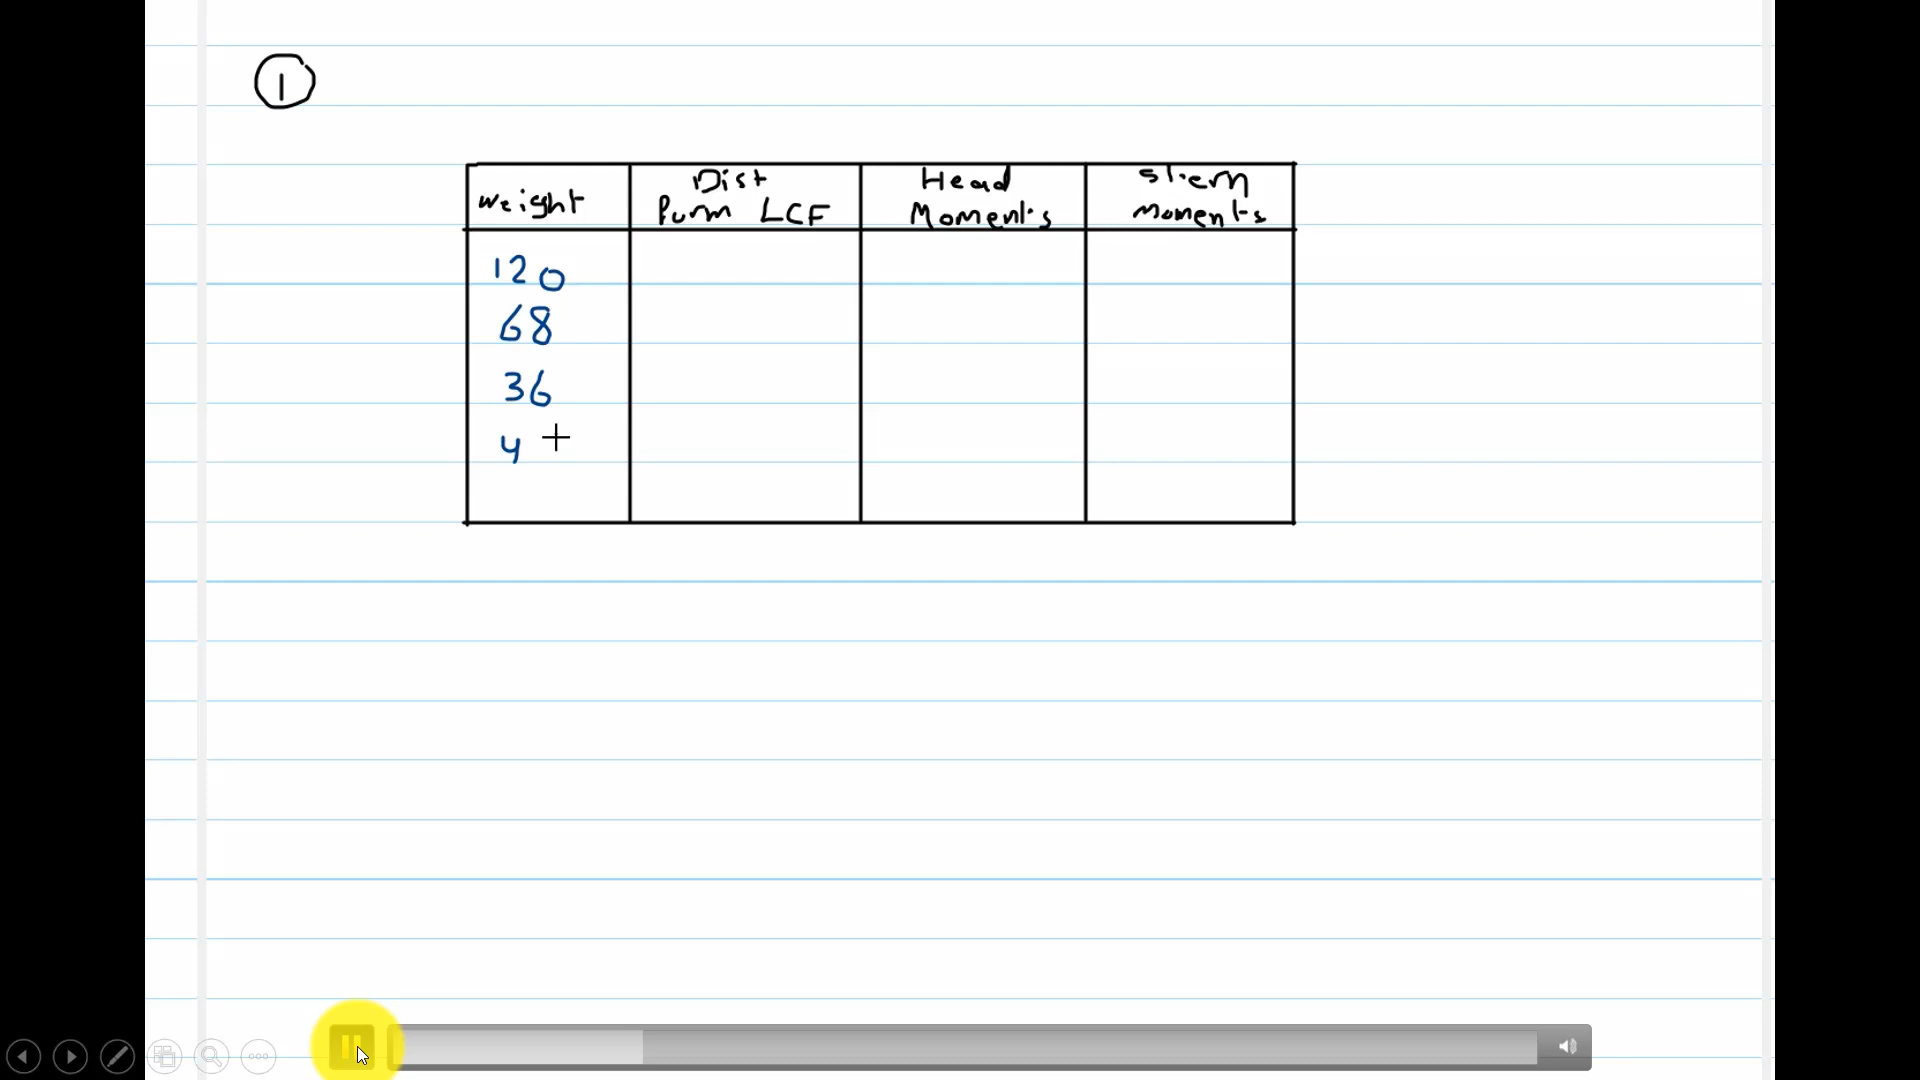 1
Weight
Dist
From LCF
Head
Moments
Stern
Moments
120
68
36
4